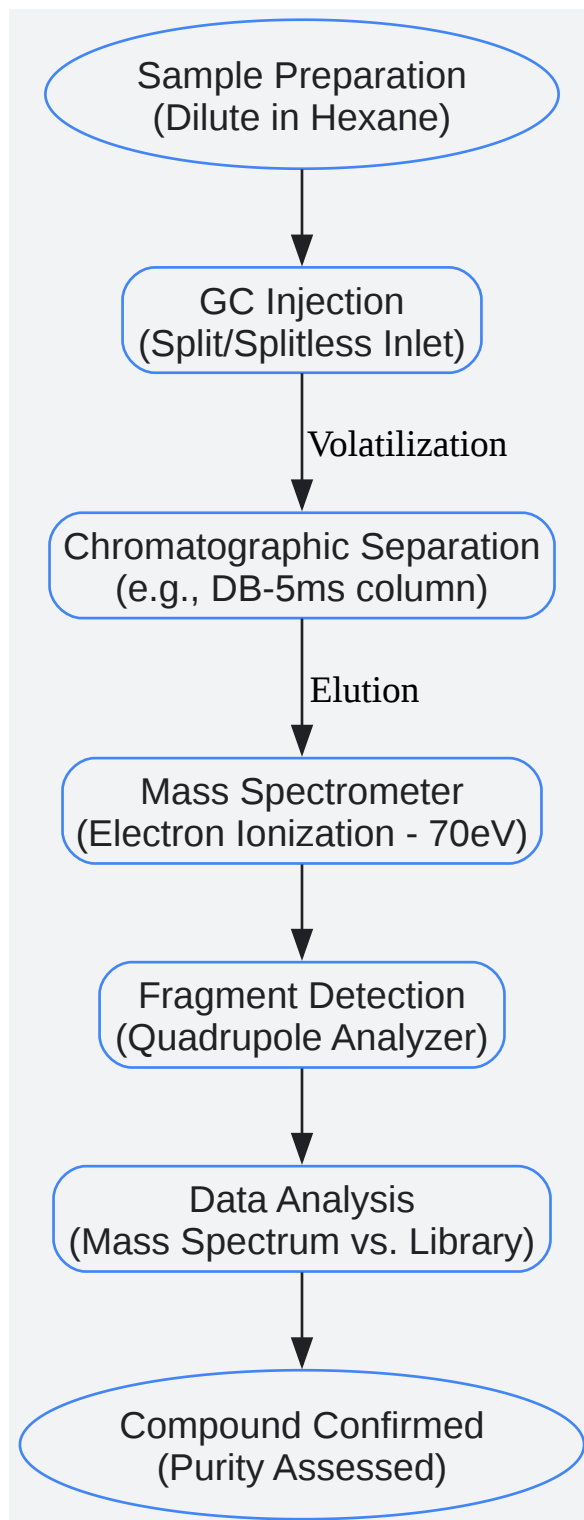 Sample Preparation
(Dilute in Hexane)
GC Injection
(Split/Splitless Inlet)
Volatilization
Chromatographic Separation
(e.g., DB-5ms column)
Elution
Mass Spectrometer
(Electron Ionization - 70eV)
Fragment Detection
(Quadrupole Analyzer)
Data Analysis
(Mass Spectrum vs. Library)
Compound Confirmed
(Purity Assessed)